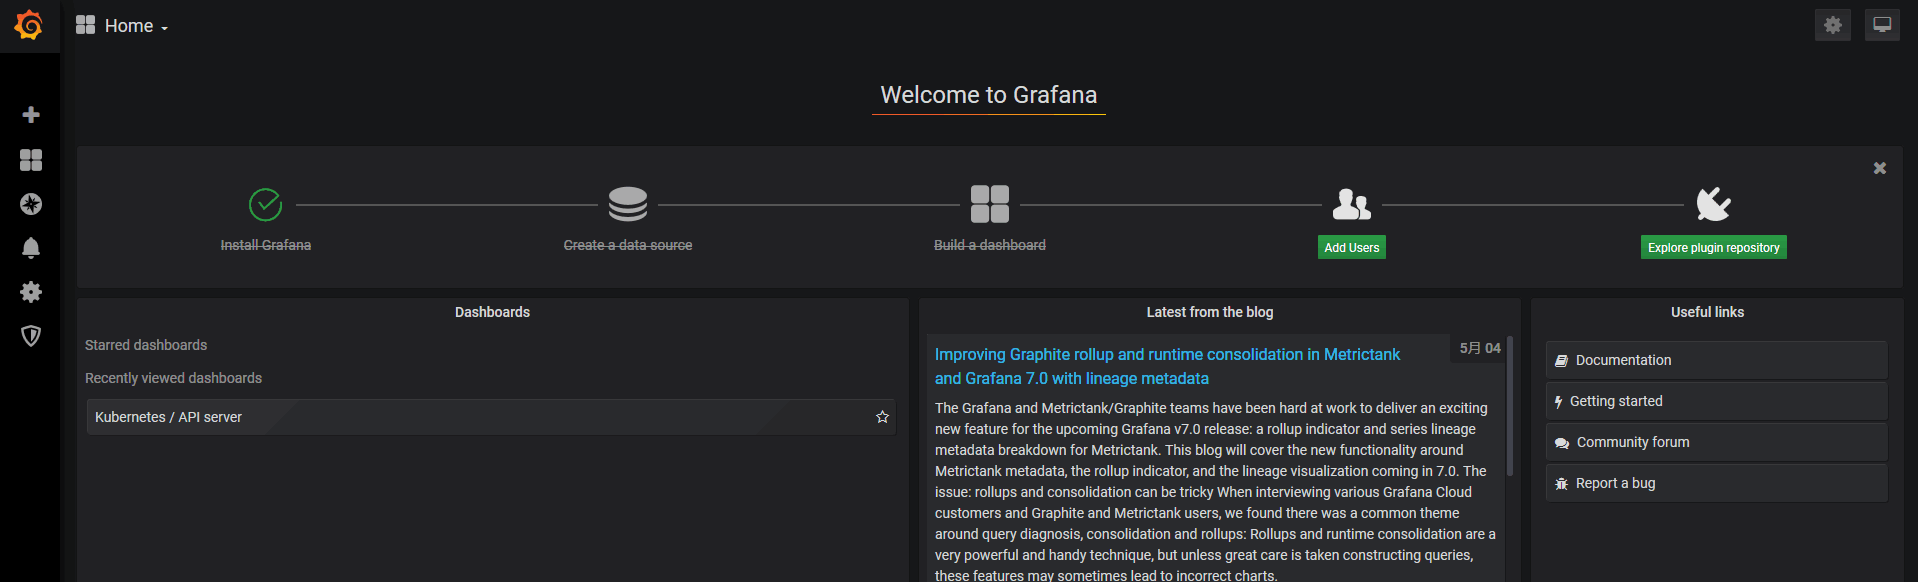 Home
Welcome to Grafana
Install Grafana
Create a data source
Build a dashboard
Add Users
Explore plugin repository
Dashboards
Starred dashboards
Recently viewed dashboards
Kubernetes / API server
Latest from the blog
5月 04
Improving Graphite rollup and runtime consolidation in Metrictank
and Grafana 7.0 with lineage metadata
The Grafana and Metrictank/Graphite teams have been hard at work to deliver an exciting
new feature for the upcoming Grafana v7.0 release: a rollup indicator and series lineage
metadata breakdown for Metrictank. This blog will cover the new functionality around
Metrictank metadata, the rollup indicator, and the lineage visualization coming in 7.0. The
issue: rollups and consolidation can be tricky When interviewing various Grafana Cloud
customers and Graphite and Metrictank users, we found there was a common theme
around query diagnosis, consolidation and rollups: Rollups and runtime consolidation are a
very powerful and handy technique, but unless great care is taken constructing queries,
these features may sometimes lead to incorrect charts.
Useful links
Documentation
Getting started
Community forum
Report a bug